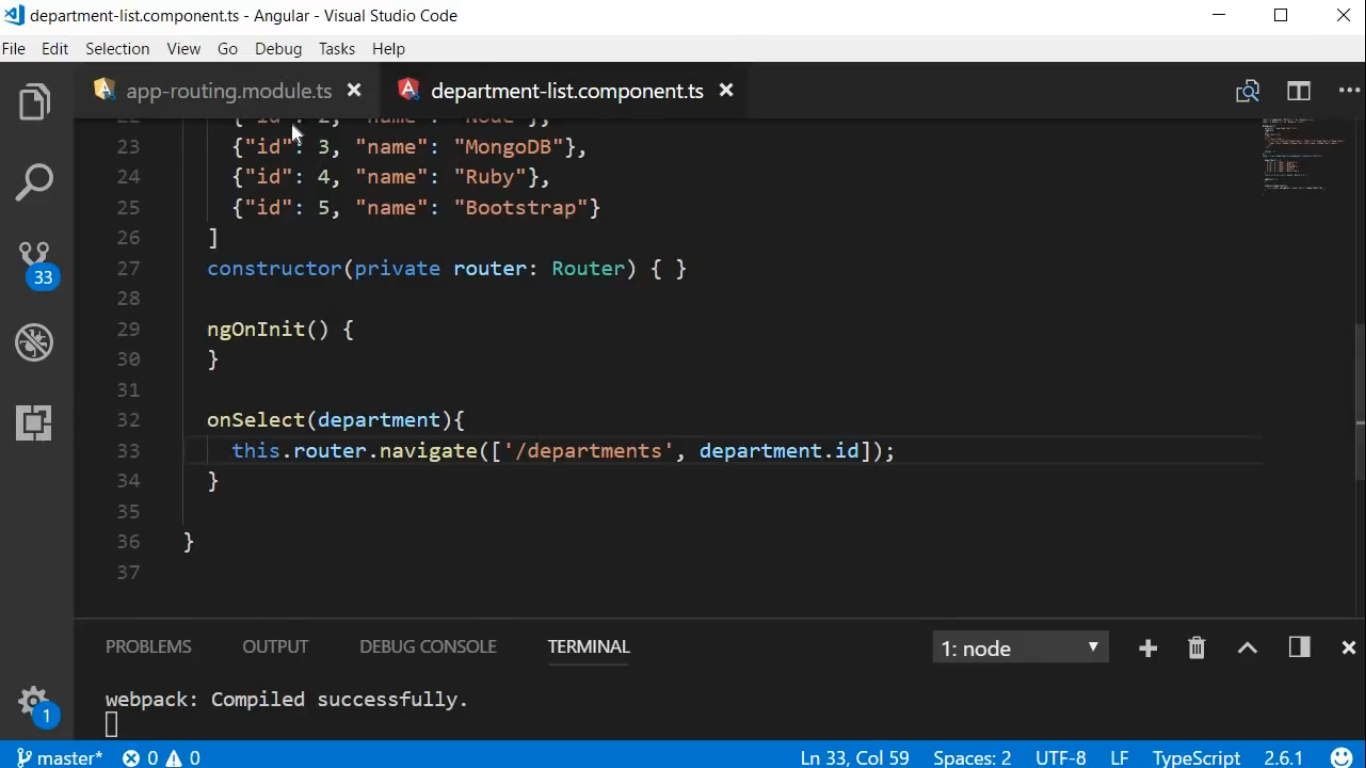 department-list.component.ts - Angular - Visual Studio Code
File Edit Selection View Go Debug Tasks Help
app-routing.module.ts department-list.component.ts
22 {"id": 2, "name": "Node"},
23 {"id": 3, "name": "MongoDB"},
24 {"id": 4, "name": "Ruby"},
25 {"id": 5, "name": "Bootstrap"}
26 ]
27 constructor(private router: Router) { }
28
29 ngOnInit() {
30 }
31
32 onSelect(department){
33 this.router.navigate(['/departments', department.id]);
34 }
35
36 }
37
33
PROBLEMS OUTPUT DEBUG CONSOLE TERMINAL 1: node
webpack: Compiled successfully.
1
master* 0 0 Ln 33, Col 59 Spaces: 2 UTF-8 LF TypeScript 2.6.1